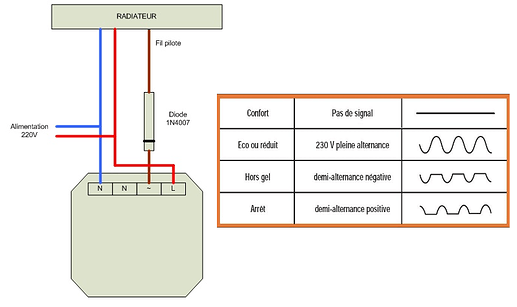 RADIATEUR
Fil pilote
Diode
1N4007
Alimentation
220V
N N ~ L
Confort Pas de signal
Eco ou réduit 230 V pleine alternance
Hors gel demi-alternance négative
Arrêt demi-alternance positive